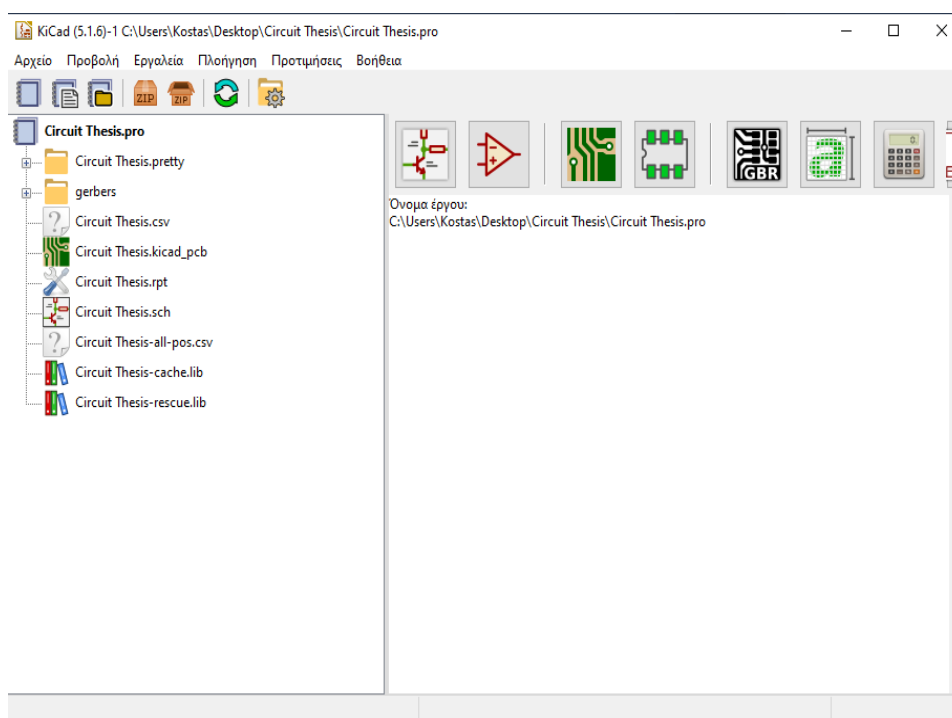 KiCad (5.1.6)-1 C:\Users\Kostas\Desktop\Circuit Thesis\Circuit Thesis.pro
Αρχείο Προβολή Εργαλεία Πλοήγηση Προτιμήσεις Βοήθεια
ZIP ZIP
Circuit Thesis.pro
Circuit Thesis.pretty
gerbers
Circuit Thesis.csv
Circuit Thesis.kicad_pcb
Circuit Thesis.rpt
Circuit Thesis.sch
Circuit Thesis-all-pos.csv
Circuit Thesis-cache.lib
Circuit Thesis-rescue.lib
GBR a 0.
Όνομα έργου:
C:\Users\Kostas\Desktop\Circuit Thesis\Circuit Thesis.pro